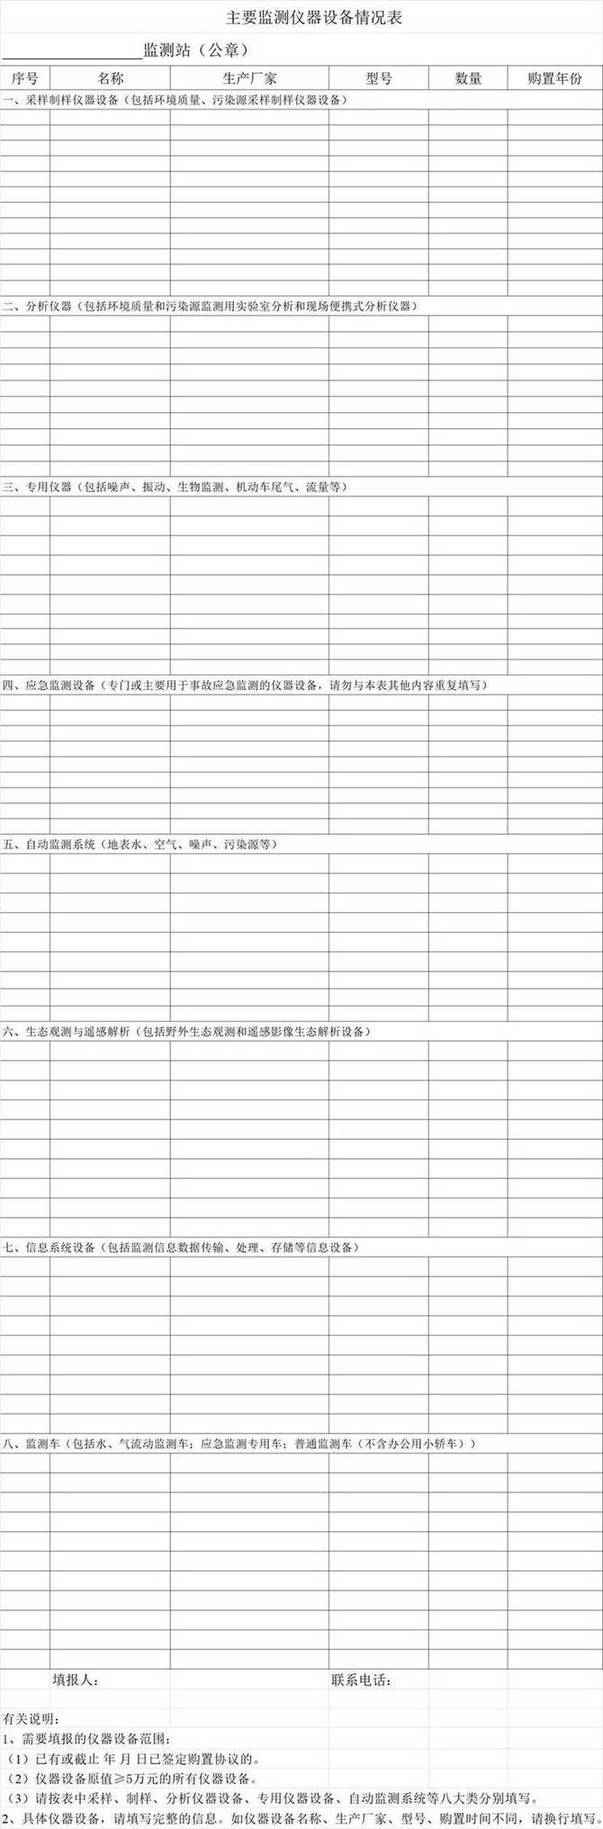 主要监测仪器设备情况表
监测站（公章）
序号 名称 生产厂家 型号 数量 购置年份
一、采样制样仪器设备（包括环境质量、污染源采样制样仪器设备）
二、分析仪器（包括环境质量和污染源监测用实验室分析和现场便携式分析仪器）
三、专用仪器（包括噪声、振动、生物监测、机动车尾气、流量等）
四、应急监测设备（专门或主要用于事故应急监测的仪器设备，请勿与本表其他内容重复填写）
五、自动监测系统（地表水、空气、噪声、污染源等）
六、生态观测与遥感解析（包括野外生态观测和遥感影像生态解析设备）
七、信息系统设备（包括监测信息数据传输、处理、存储等信息设备）
八、监测车（包括水、气流动监测车；应急监测专用车；普通监测车（不含办公用小轿车））
填报人： 联系电话：
有关说明：
1、需要填报的仪器设备范围：
（1）已有或截止 年 月 日已签定购置协议的。
（2）仪器设备原值≥5万元的所有仪器设备。
（3）请按表中采样、制样、分析仪器设备、专用仪器设备、自动监测系统等八大类分别填写。
2、具体仪器设备，请填写完整的信息。如仪器设备名称、生产厂家、型号、购置时间不同，请换行填写。